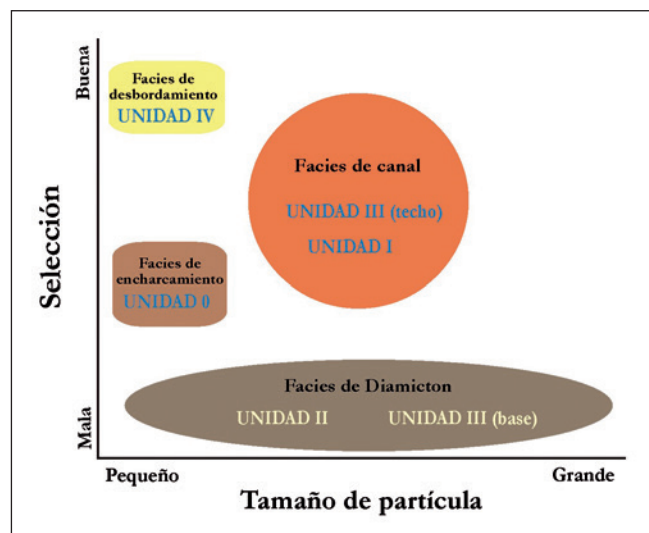 Buena
Facies de
desbordamiento
UNIDAD IV
Facies de canal
UNIDAD III (techo)
UNIDAD I
Selección
Facies de
encharcamiento
UNIDAD 0
Facies de Diamicton
UNIDAD II
UNIDAD III (base)
Mala
Pequeño
Grande
Tamaño de partícula